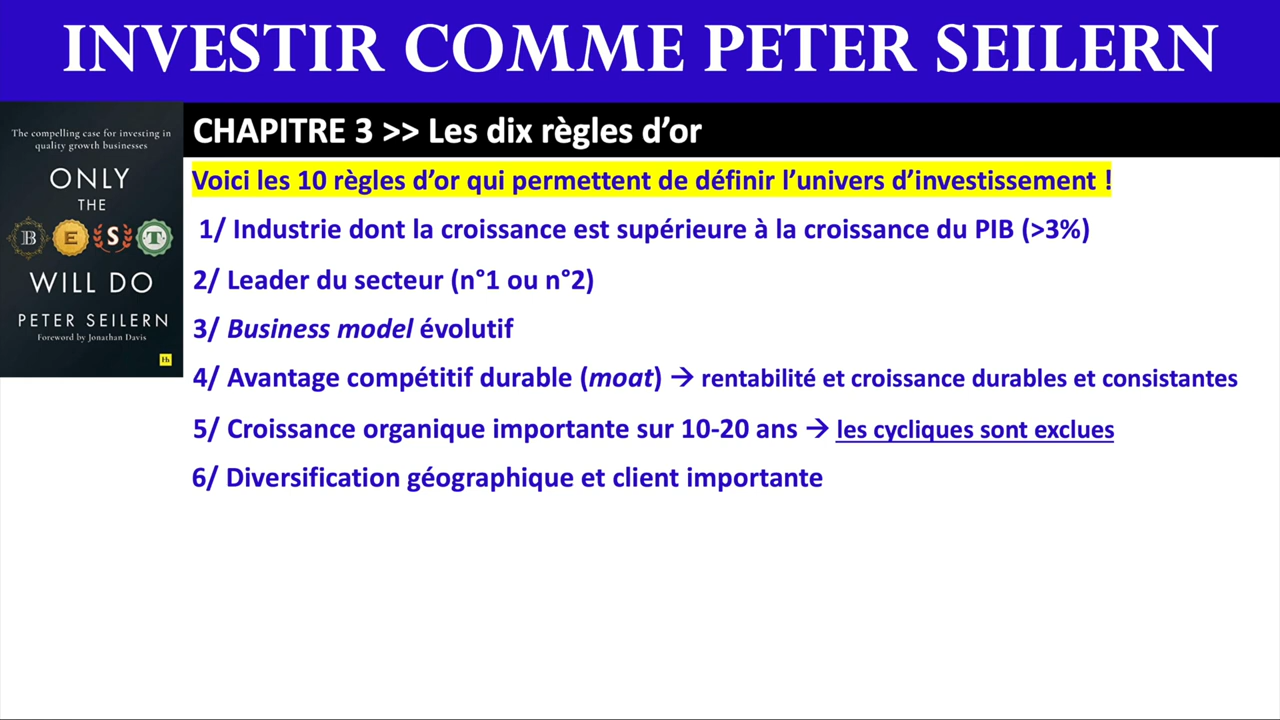 INVESTIR COMME PETER SEILERN
The compelling case for investing in
quality growth businesses
ONLY
THE
BEST
WILL DO
PETER SEILERN
Foreword by Jonathan Davis
Hh
CHAPITRE 3 >> Les dix règles d’or
Voici les 10 règles d’or qui permettent de définir l’univers d’investissement !
1/ Industrie dont la croissance est supérieure à la croissance du PIB (>3%)
2/ Leader du secteur (n°1 ou n°2)
3/ Business model évolutif
4/ Avantage compétitif durable (moat) → rentabilité et croissance durables et consistantes
5/ Croissance organique importante sur 10-20 ans → les cycliques sont exclues
6/ Diversification géographique et client importante